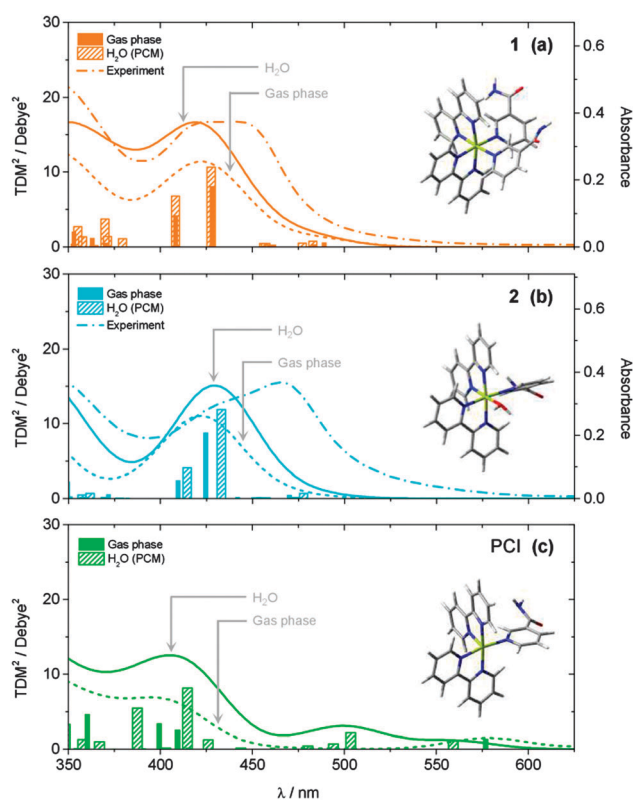 Gas phase
H₂O (PCM)
Experiment
H₂O
Gas phase
1 (a)
TDM² / Debye²
30
20
10
0
0.6
0.4
0.2
0.0
Absorbance
Gas phase
H₂O (PCM)
Experiment
H₂O
Gas phase
2 (b)
TDM² / Debye²
30
20
10
0
0.6
0.4
0.2
0.0
Absorbance
Gas phase
H₂O (PCM)
H₂O
Gas phase
PCI (c)
TDM² / Debye²
30
20
10
0
350 400 450 500 550 600
λ / nm